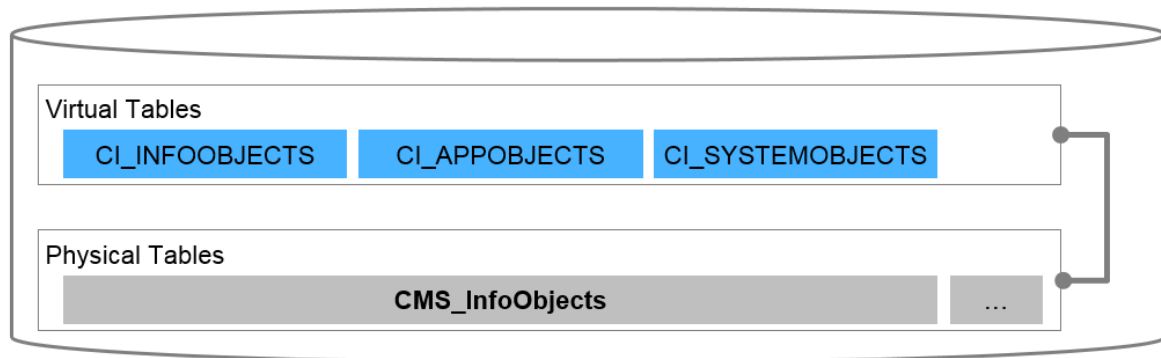 Virtual Tables
CI_INFOOBJECTS CI_APPOBJECTS CI_SYSTEMOBJECTS
Physical Tables
CMS_InfoObjects ...